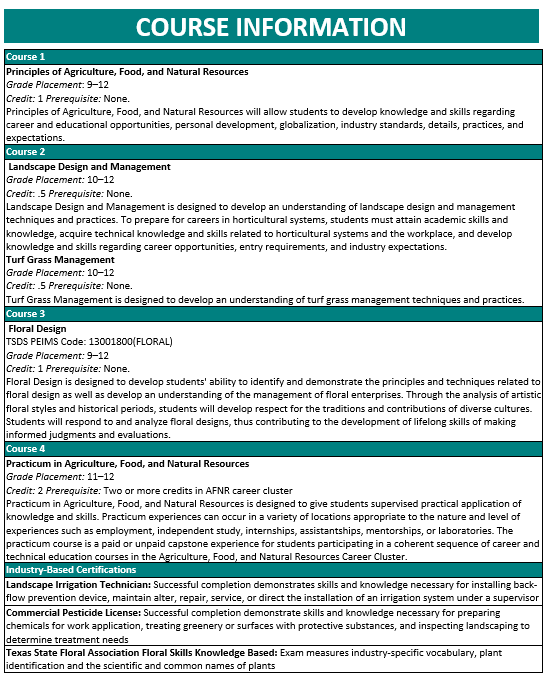 COURSE INFORMATION
Course 1
Principles of Agriculture, Food, and Natural Resources
Grade Placement: 9–12
Credit: 1 Prerequisite: None.
Principles of Agriculture, Food, and Natural Resources will allow students to develop knowledge and skills regarding
career and educational opportunities, personal development, globalization, industry standards, details, practices, and
expectations.
Course 2
Landscape Design and Management
Grade Placement: 10–12
Credit: .5 Prerequisite: None.
Landscape Design and Management is designed to develop an understanding of landscape design and management
techniques and practices. To prepare for careers in horticultural systems, students must attain academic skills and
knowledge, acquire technical knowledge and skills related to horticultural systems and the workplace, and develop
knowledge and skills regarding career opportunities, entry requirements, and industry expectations.
Turf Grass Management
Grade Placement: 10–12
Credit: .5 Prerequisite: None.
Turf Grass Management is designed to develop an understanding of turf grass management techniques and practices.
Course 3
Floral Design
TSDS PEIMS Code: 13001800(FLORAL)
Grade Placement: 9–12
Credit: 1 Prerequisite: None.
Floral Design is designed to develop students' ability to identify and demonstrate the principles and techniques related to
floral design as well as develop an understanding of the management of floral enterprises. Through the analysis of artistic
floral styles and historical periods, students will develop respect for the traditions and contributions of diverse cultures.
Students will respond to and analyze floral designs, thus contributing to the development of lifelong skills of making
informed judgments and evaluations.
Course 4
Practicum in Agriculture, Food, and Natural Resources
Grade Placement: 11–12
Credit: 2 Prerequisite: Two or more credits in AFNR career cluster
Practicum in Agriculture, Food, and Natural Resources is designed to give students supervised practical application of
knowledge and skills. Practicum experiences can occur in a variety of locations appropriate to the nature and level of
experiences such as employment, independent study, internships, assistantships, mentorships, or laboratories. The
practicum course is a paid or unpaid capstone experience for students participating in a coherent sequence of career and
technical education courses in the Agriculture, Food, and Natural Resources Career Cluster.
Industry-Based Certifications
Landscape Irrigation Technician: Successful completion demonstrates skills and knowledge necessary for installing back-
flow prevention device, maintain alter, repair, service, or direct the installation of an irrigation system under a supervisor
Commercial Pesticide License: Successful completion demonstrate skills and knowledge necessary for preparing
chemicals for work application, treating greenery or surfaces with protective substances, and inspecting landscaping to
determine treatment needs
Texas State Floral Association Floral Skills Knowledge Based: Exam measures industry-specific vocabulary, plant
identification and the scientific and common names of plants